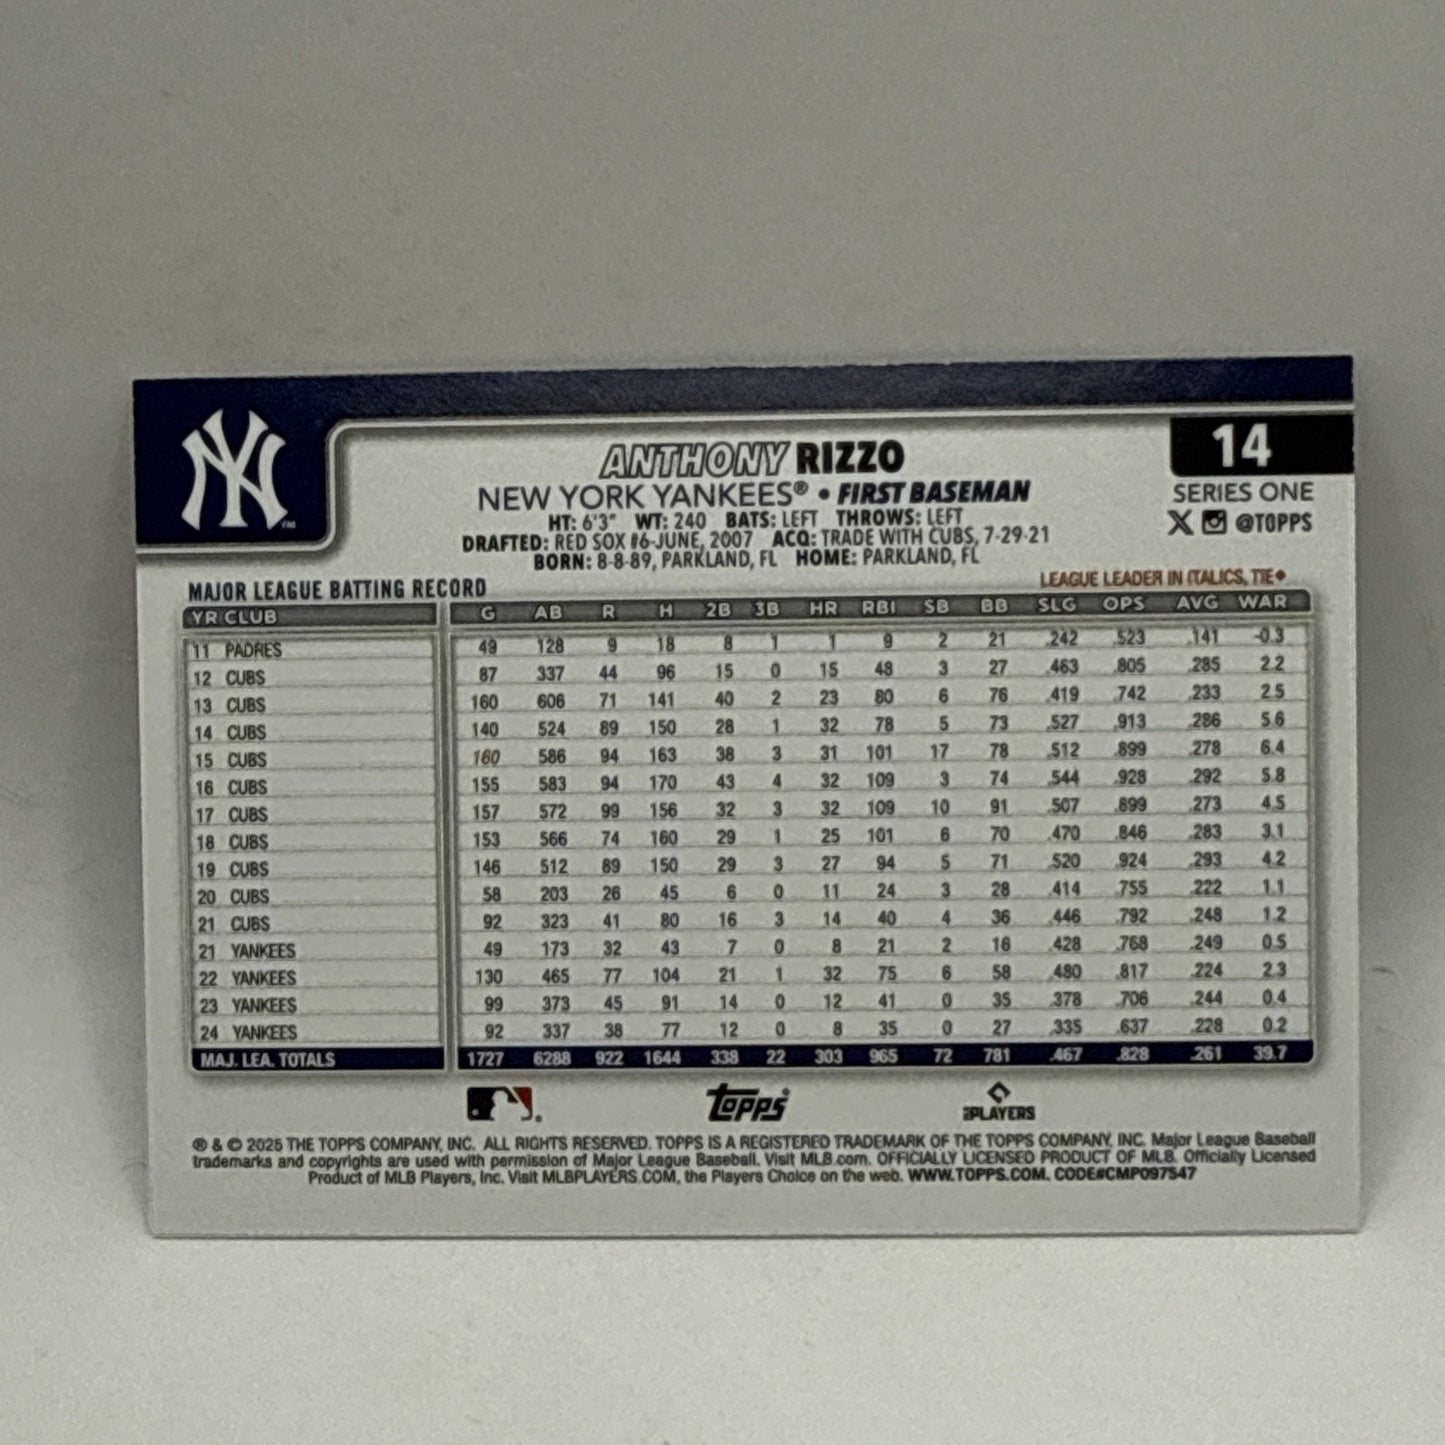 NY
TM
ANTHONY RIZZO
14
NEW YORK YANKEES® • FIRST BASEMAN
SERIES ONE
HT: 6'3" WT: 240 BATS: LEFT THROWS: LEFT
X @TOPPS
DRAFTED: RED SOX #6-JUNE, 2007 ACQ: TRADE WITH CUBS, 7-29-21
BORN: 8-8-89, PARKLAND, FL HOME: PARKLAND, FL
MAJOR LEAGUE BATTING RECORD
LEAGUE LEADER IN ITALICS, TIE♦
YR CLUB G AB R H 2B 3B HR RBI SB BB SLG OPS AVG WAR
11 PADRES 49 128 9 18 8 1 1 9 2 21 .242 .523 .141 -0.3
12 CUBS 87 337 44 96 15 0 15 48 3 27 .463 .805 .285 2.2
13 CUBS 160 606 71 141 40 2 23 80 6 76 .419 .742 .233 2.5
14 CUBS 140 524 89 150 28 1 32 78 5 73 .527 .913 .286 5.6
15 CUBS 160 586 94 163 38 3 31 101 17 78 .512 .899 .278 6.4
16 CUBS 155 583 94 170 43 4 32 109 3 74 .544 .928 .292 5.8
17 CUBS 157 572 99 156 32 3 32 109 10 91 .507 .899 .273 4.5
18 CUBS 153 566 74 160 29 1 25 101 6 70 .470 .846 .283 3.1
19 CUBS 146 512 89 150 29 3 27 94 5 71 .520 .924 .293 4.2
20 CUBS 58 203 26 45 6 0 11 24 3 28 .414 .755 .222 1.1
21 CUBS 92 323 41 80 16 3 14 40 4 36 .446 .792 .248 1.2
21 YANKEES 49 173 32 43 7 0 8 21 2 16 .428 .768 .249 0.5
22 YANKEES 130 465 77 104 21 1 32 75 6 58 .480 .817 .224 2.3
23 YANKEES 99 373 45 91 14 0 12 41 0 35 .378 .706 .244 0.4
24 YANKEES 92 337 38 77 12 0 8 35 0 27 .335 .637 .228 0.2
MAJ. LEA. TOTALS 1727 6288 922 1644 338 22 303 965 72 781 .467 .828 .261 39.7
Topps
PLAYERS
® & © 2025 THE TOPPS COMPANY, INC. ALL RIGHTS RESERVED. TOPPS IS A REGISTERED TRADEMARK OF THE TOPPS COMPANY, INC. Major League Baseball
trademarks and copyrights are used with permission of Major League Baseball. Visit MLB.com. OFFICIALLY LICENSED PRODUCT OF MLB. Officially Licensed
Product of MLB Players, Inc. Visit MLBPLAYERS.COM, the Players Choice on the web. WWW.TOPPS.COM. CODE#CMP097547